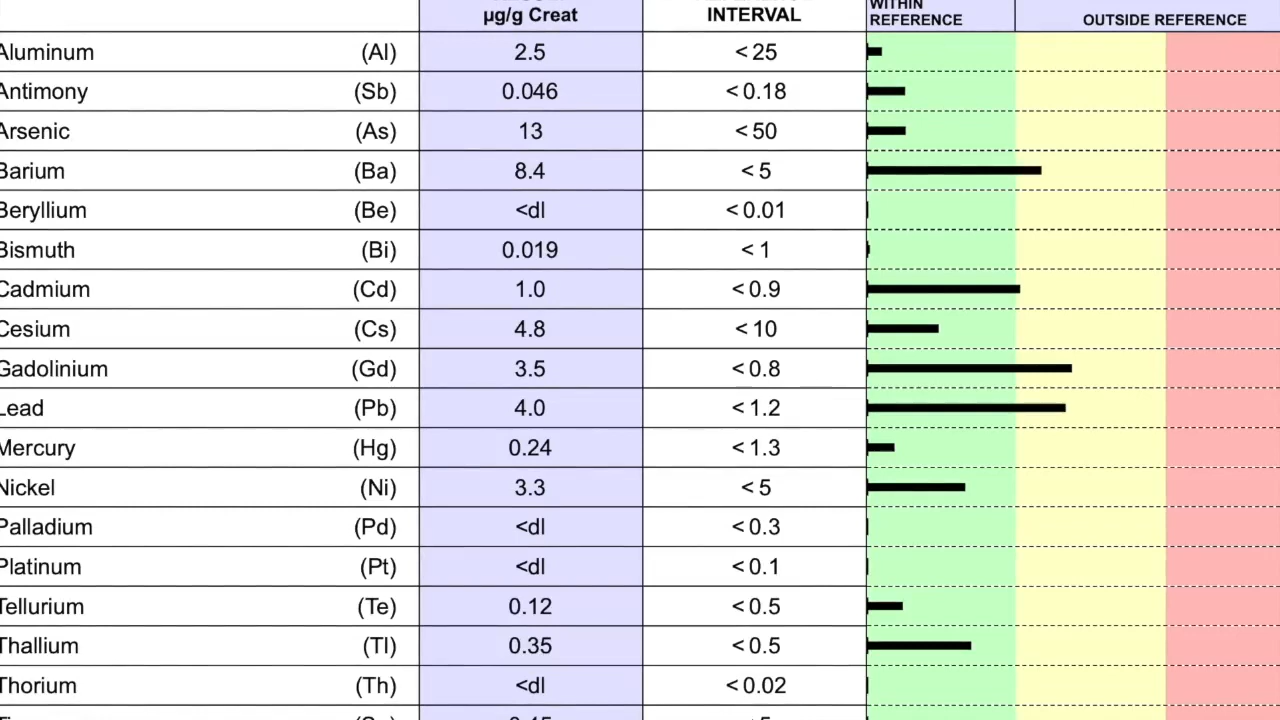 µg/g Creat INTERVAL WITHIN REFERENCE OUTSIDE REFERENCE
Aluminum (Al) 2.5 < 25
Antimony (Sb) 0.046 < 0.18
Arsenic (As) 13 < 50
Barium (Ba) 8.4 < 5
Beryllium (Be) <dl < 0.01
Bismuth (Bi) 0.019 < 1
Cadmium (Cd) 1.0 < 0.9
Cesium (Cs) 4.8 < 10
Gadolinium (Gd) 3.5 < 0.8
Lead (Pb) 4.0 < 1.2
Mercury (Hg) 0.24 < 1.3
Nickel (Ni) 3.3 < 5
Palladium (Pd) <dl < 0.3
Platinum (Pt) <dl < 0.1
Tellurium (Te) 0.12 < 0.5
Thallium (Tl) 0.35 < 0.5
Thorium (Th) <dl < 0.02